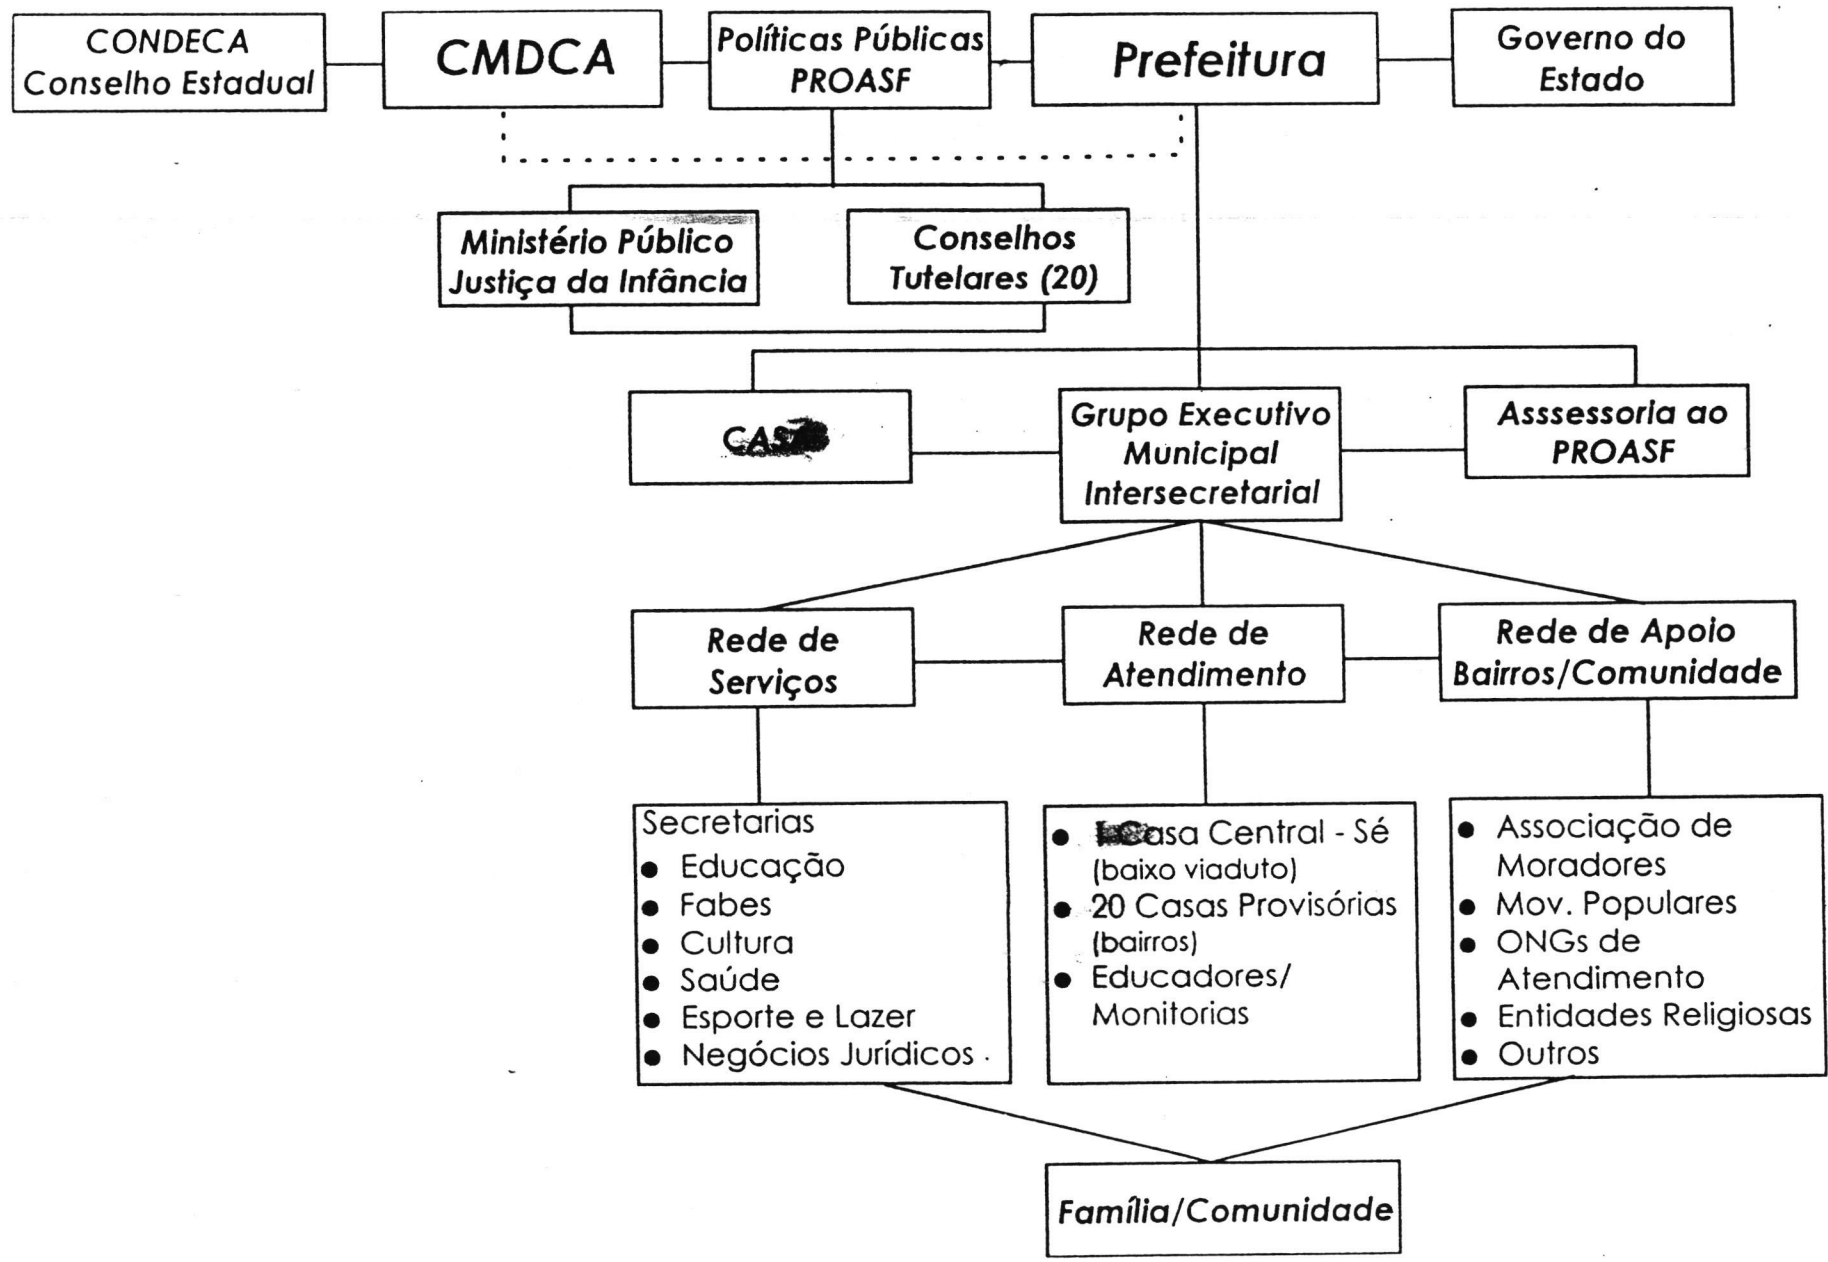 CONDECA
Conselho Estadual
CMDCA
Políticas Públicas
PROASF
Prefeitura
Governo do
Estado
Ministério Público
Justiça da Infância
Conselhos
Tutelares (20)
Grupo Executivo
Municipal
Intersecretarial
Asssessoria ao
PROASF
Rede de
Serviços
Rede de
Atendimento
Rede de Apoio
Bairros/Comunidade
Secretarias
● Educação
● Fabes
● Cultura
● Saúde
● Esporte e Lazer
● Negócios Jurídicos
● Casa Central - Sé
(baixo viaduto)
● 20 Casas Provisórias
(bairros)
● Educadores/
Monitorias
● Associação de
Moradores
● Mov. Populares
● ONGs de
Atendimento
● Entidades Religiosas
● Outros
Família/Comunidade